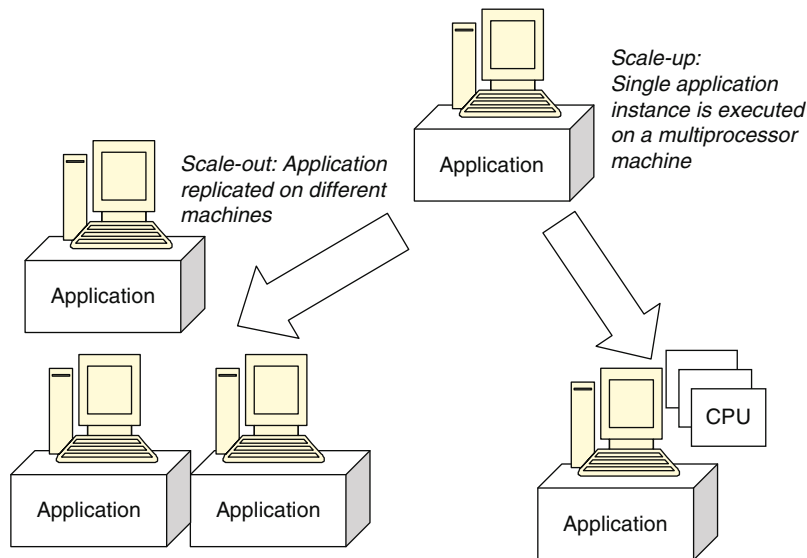 Scale-up:
Single application
instance is executed
on a multiprocessor
machine
Application
Scale-out: Application
replicated on different
machines
Application
Application
Application
CPU
Application